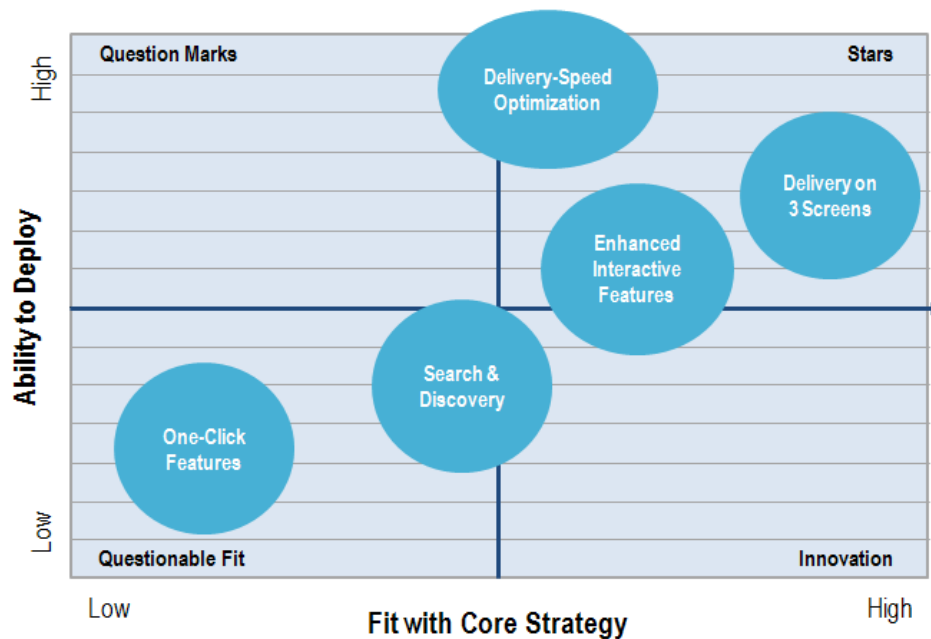 Question Marks
Stars
High
Delivery-Speed
Optimization
Delivery on
3 Screens
Enhanced
Interactive
Features
Ability to Deploy
Search &
Discovery
One-Click
Features
Low
Questionable Fit
Innovation
Low
High
Fit with Core Strategy